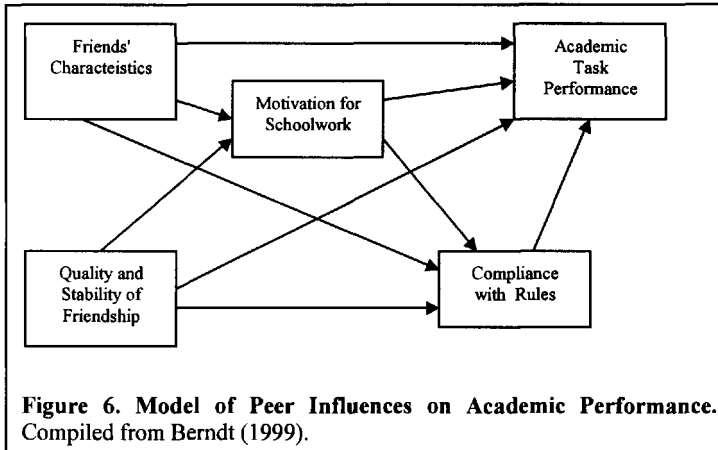 Friends'
Characteistics
Motivation for
Schoolwork
Academic
Task
Performance
Quality and
Stability of
Friendship
Compliance
with Rules
Figure 6. Model of Peer Influences on Academic Performance.
Compiled from Berndt (1999).